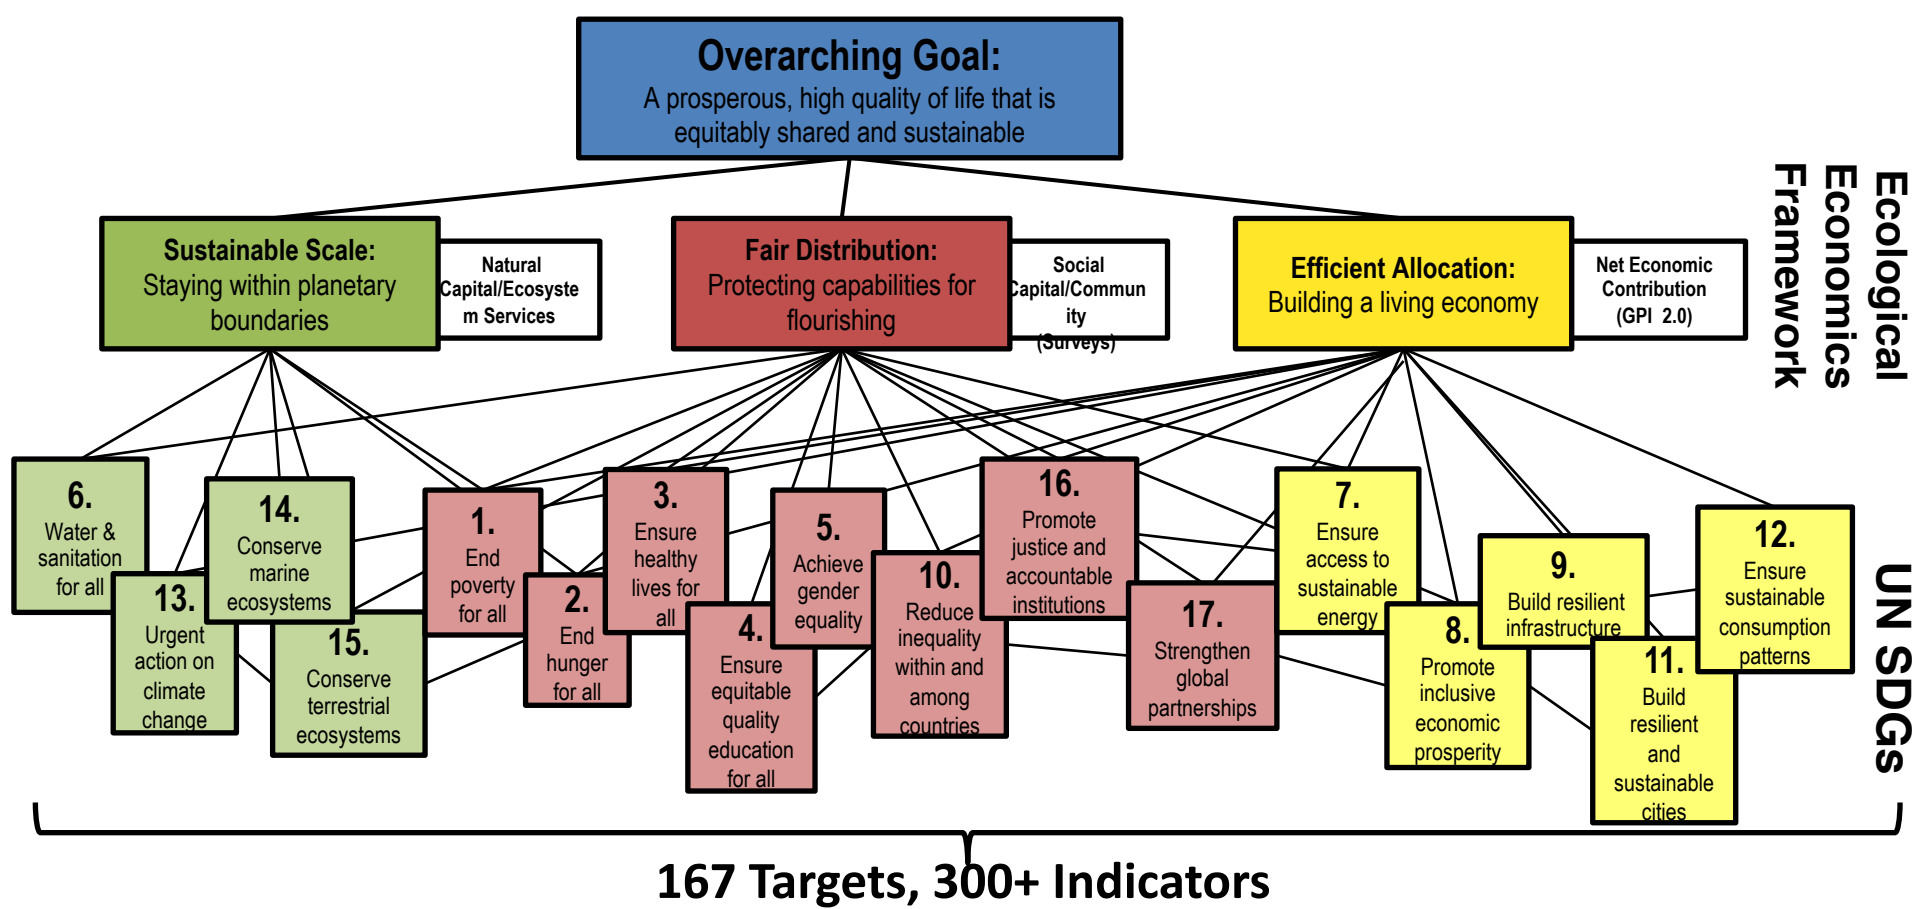 Overarching Goal:
A prosperous, high quality of life that is
equitably shared and sustainable
Ecological
Economics
Framework
Sustainable Scale:
Staying within planetary
boundaries
Natural
Capital/Ecosyste
m Services
Fair Distribution:
Protecting capabilities for
flourishing
Social
Capital/Commun
ity
(Surveys)
Efficient Allocation:
Building a living economy
Net Economic
Contribution
(GPI 2.0)
6.
Water &
sanitation
for all
13.
Urgent
action on
climate
change
14.
Conserve
marine
ecosystems
15.
Conserve
terrestrial
ecosystems
1.
End
poverty
for all
2.
End
hunger
for all
3.
Ensure
healthy
lives for
all
4.
Ensure
equitable
quality
education
for all
5.
Achieve
gender
equality
10.
Reduce
inequality
within and
among
countries
16.
Promote
justice and
accountable
institutions
17.
Strengthen
global
partnerships
7.
Ensure
access to
sustainable
energy
8.
Promote
inclusive
economic
prosperity
9.
Build resilient
infrastructure
11.
Build
resilient
and
sustainable
cities
12.
Ensure
sustainable
consumption
patterns
UN SDGs
167 Targets, 300+ Indicators